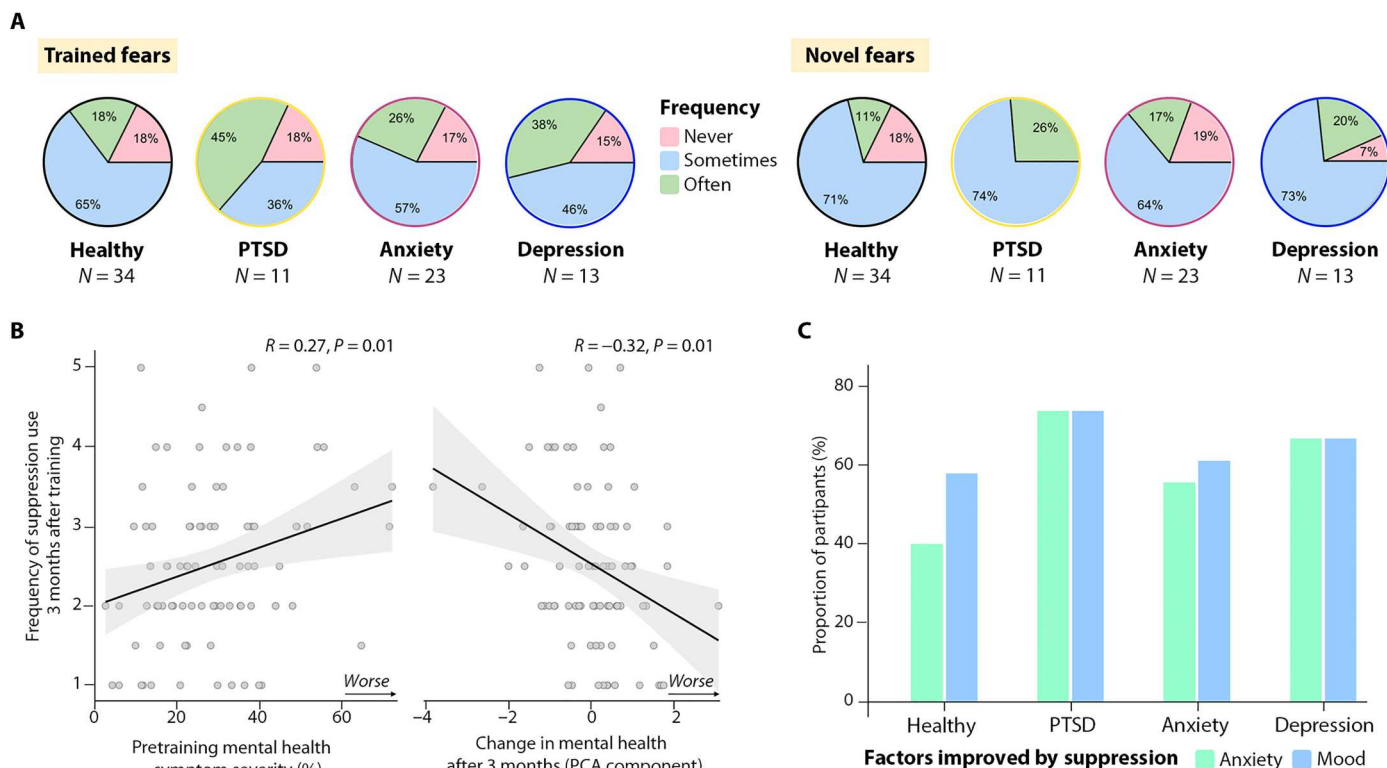 A
Trained fears
Novel fears
18%
18%
65%
Healthy
N = 34
45%
18%
36%
PTSD
N = 11
26%
17%
57%
Anxiety
N = 23
38%
15%
46%
Depression
N = 13
Frequency
Never
Sometimes
Often
11%
18%
71%
Healthy
N = 34
26%
74%
PTSD
N = 11
17%
19%
64%
Anxiety
N = 23
20%
7%
73%
Depression
N = 13
B
R = 0.27, P = 0.01
R = −0.32, P = 0.01
Frequency of suppression use
3 months after training
5
4
3
2
1
Worse
Worse
0
20
40
60
−4
−2
0
2
Pretraining mental health
symptom severity (%)
Change in mental health
after 3 months (PCA component)
C
Proportion of partipants (%)
80
60
40
20
0
Healthy
PTSD
Anxiety
Depression
Factors improved by suppression
Anxiety
Mood